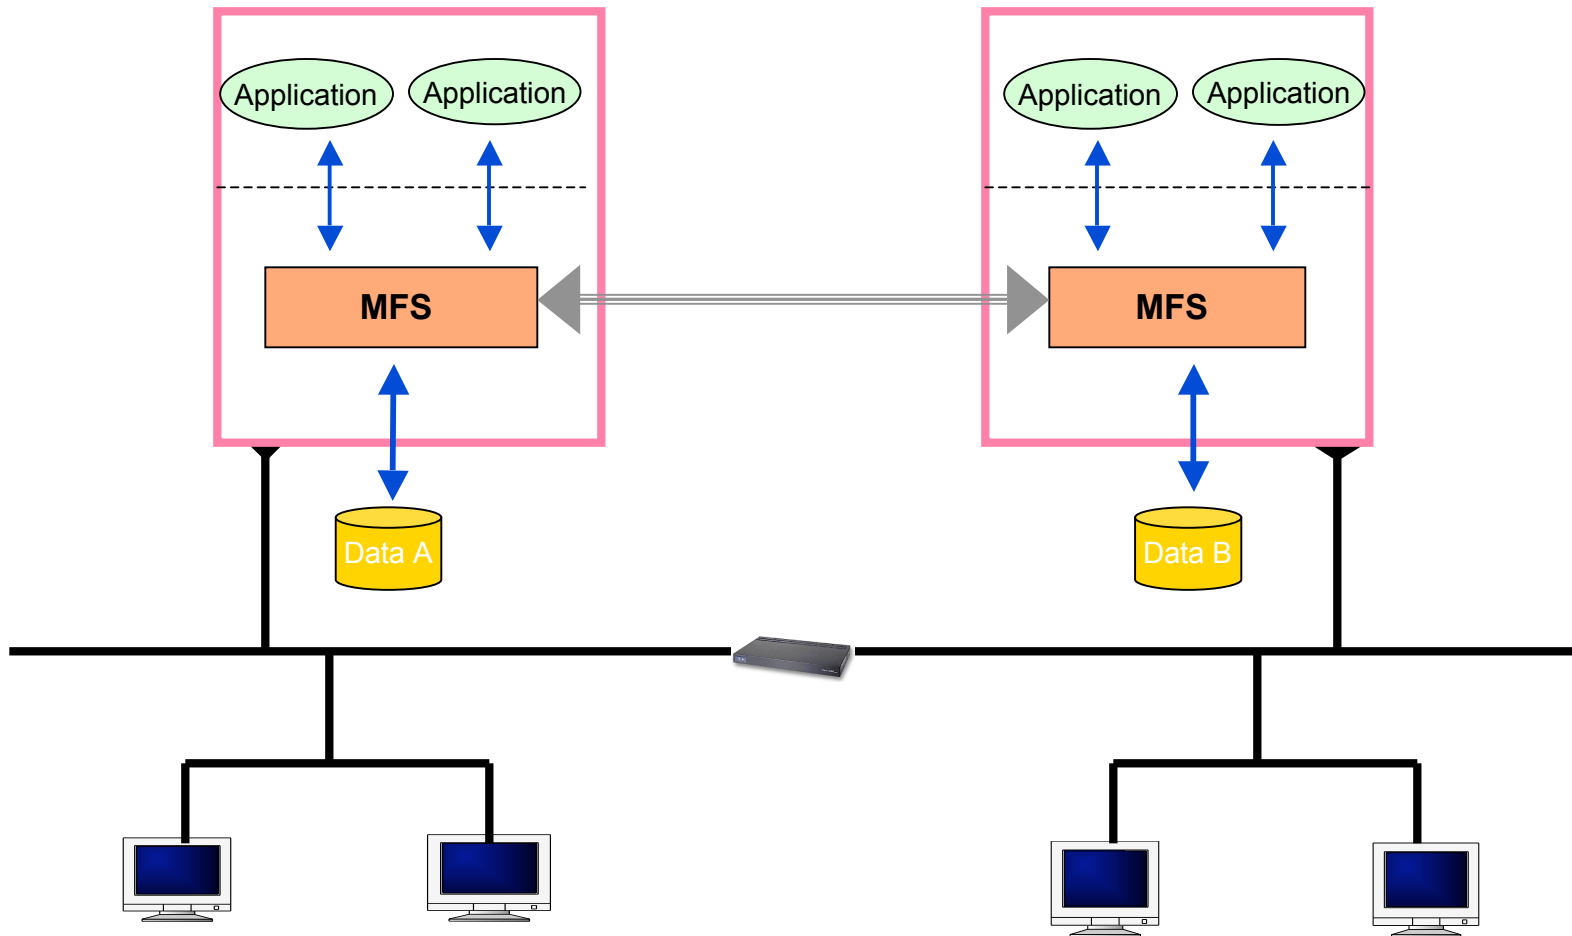 Application
Application
Application
Application
MFS
MFS
Data A
Data B